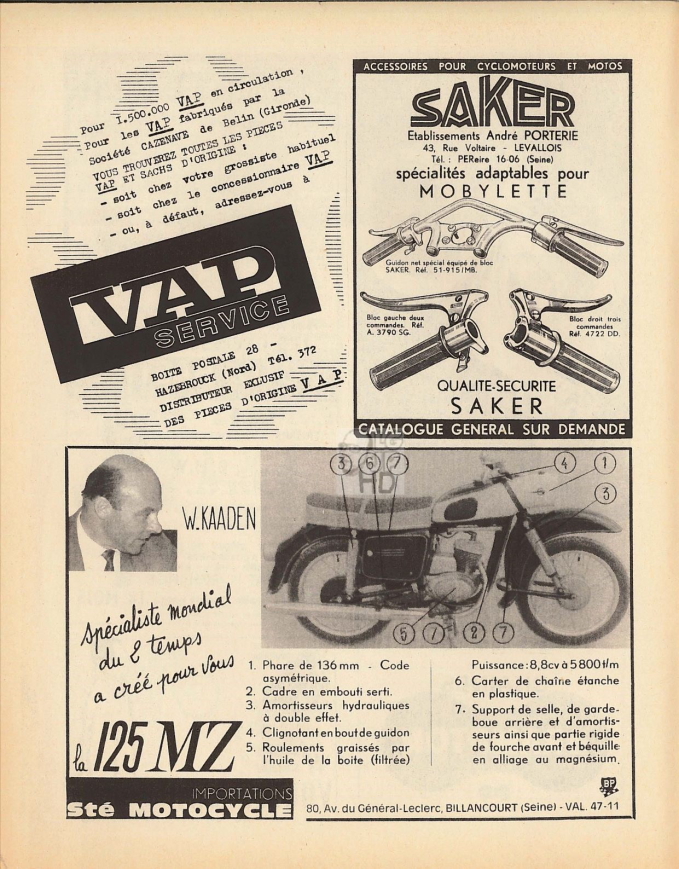 Pour 1.500.000 VAP en circulation,
Pour les VAP fabriqués par la
Société CAZENAVE de Belin (Gironde)
VOUS TROUVEREZ TOUTES LES PIECES
VAP ET SACHS D'ORIGINE :
- soit chez votre grossiste habituel
- soit chez le concessionnaire VAP
- ou, à défaut, adressez-vous à
VAP
SERVICE
BOITE POSTALE 28 -
HAZEBROUCK (Nord) Tél. 372
DISTRIBUTEUR EXLUSIF
DES PIECES D'ORIGINE VAP
ACCESSOIRES POUR CYCLOMOTEURS ET MOTOS
SAKER
Etablissements André PORTERIE
43, Rue Voltaire - LEVALLOIS
Tél. : PEReire 16-06 (Seine)
spécialités adaptables pour
MOBYLETTE
Guidon net spécial équipé de bloc
SAKER. Réf. 51-915/MB.
Bloc gauche deux
commandes. Réf.
A. 3790 SG.
Bloc droit trois
commandes
Réf. 4722 DD.
QUALITE-SECURITE
SAKER
CATALOGUE GENERAL SUR DEMANDE
W.KAADEN
3 6 7 4 1
3
5 7 2 7
HD
spécialiste mondial
du 2 temps
a créé pour vous
la 125 MZ
1. Phare de 136 mm - Code
asymétrique.
2. Cadre en embouti serti.
3. Amortisseurs hydrauliques
à double effet.
4. Clignotant en bout de guidon
5. Roulements graissés par
l'huile de la boite (filtrée)
Puissance : 8,8cv à 5800 t/m
6. Carter de chaîne étanche
en plastique.
7. Support de selle, de garde-
boue arrière et d'amortis-
seurs ainsi que partie rigide
de fourche avant et béquille
en alliage au magnésium.
BP
IMPORTATIONS
Sté MOTOCYCLE
80, Av. du Général-Leclerc, BILLANCOURT (Seine) - VAL. 47-11